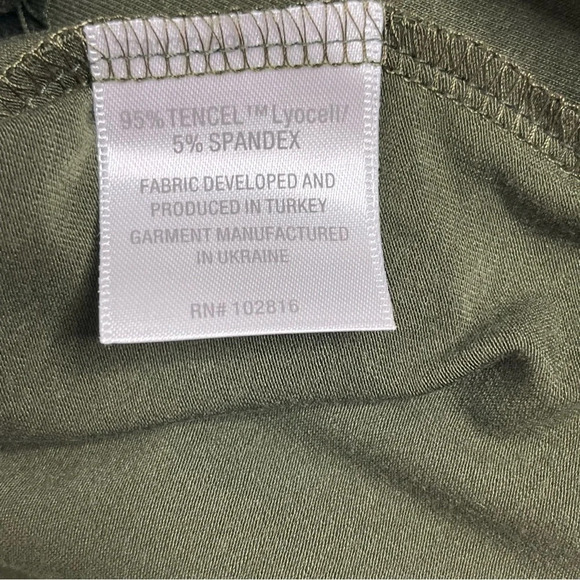 95% TENCEL™ Lyocell/
5% SPANDEX
FABRIC DEVELOPED AND
PRODUCED IN TURKEY
GARMENT MANUFACTURED
IN UKRAINE
RN# 102816